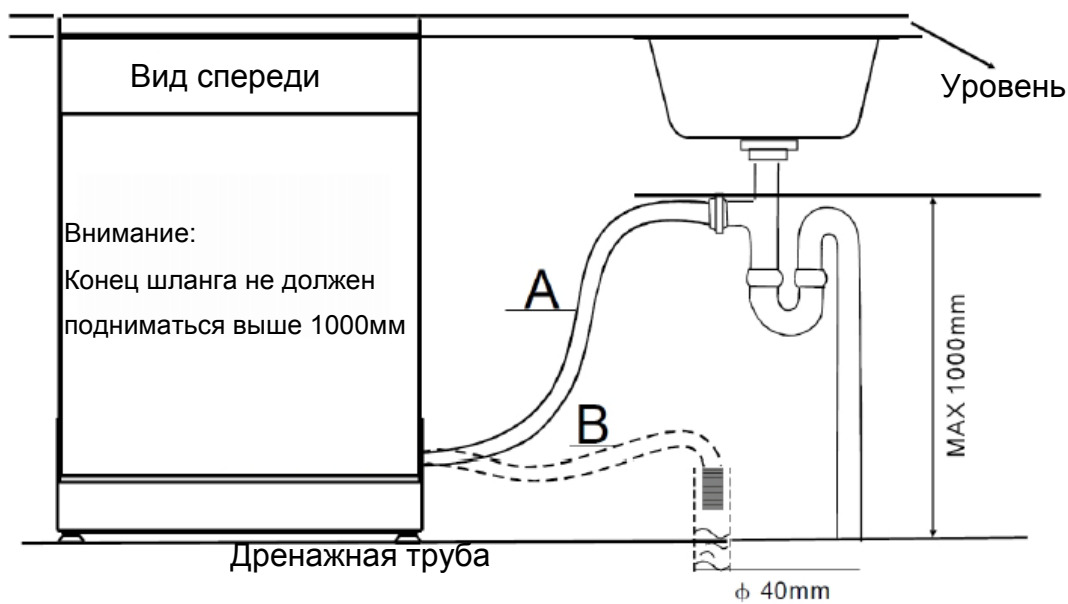 Вид спереди
Уровень
Внимание:
Конец шланга не должен
подниматься выше 1000мм
A
B
MAX 1000mm
Дренажная труба
ϕ 40mm